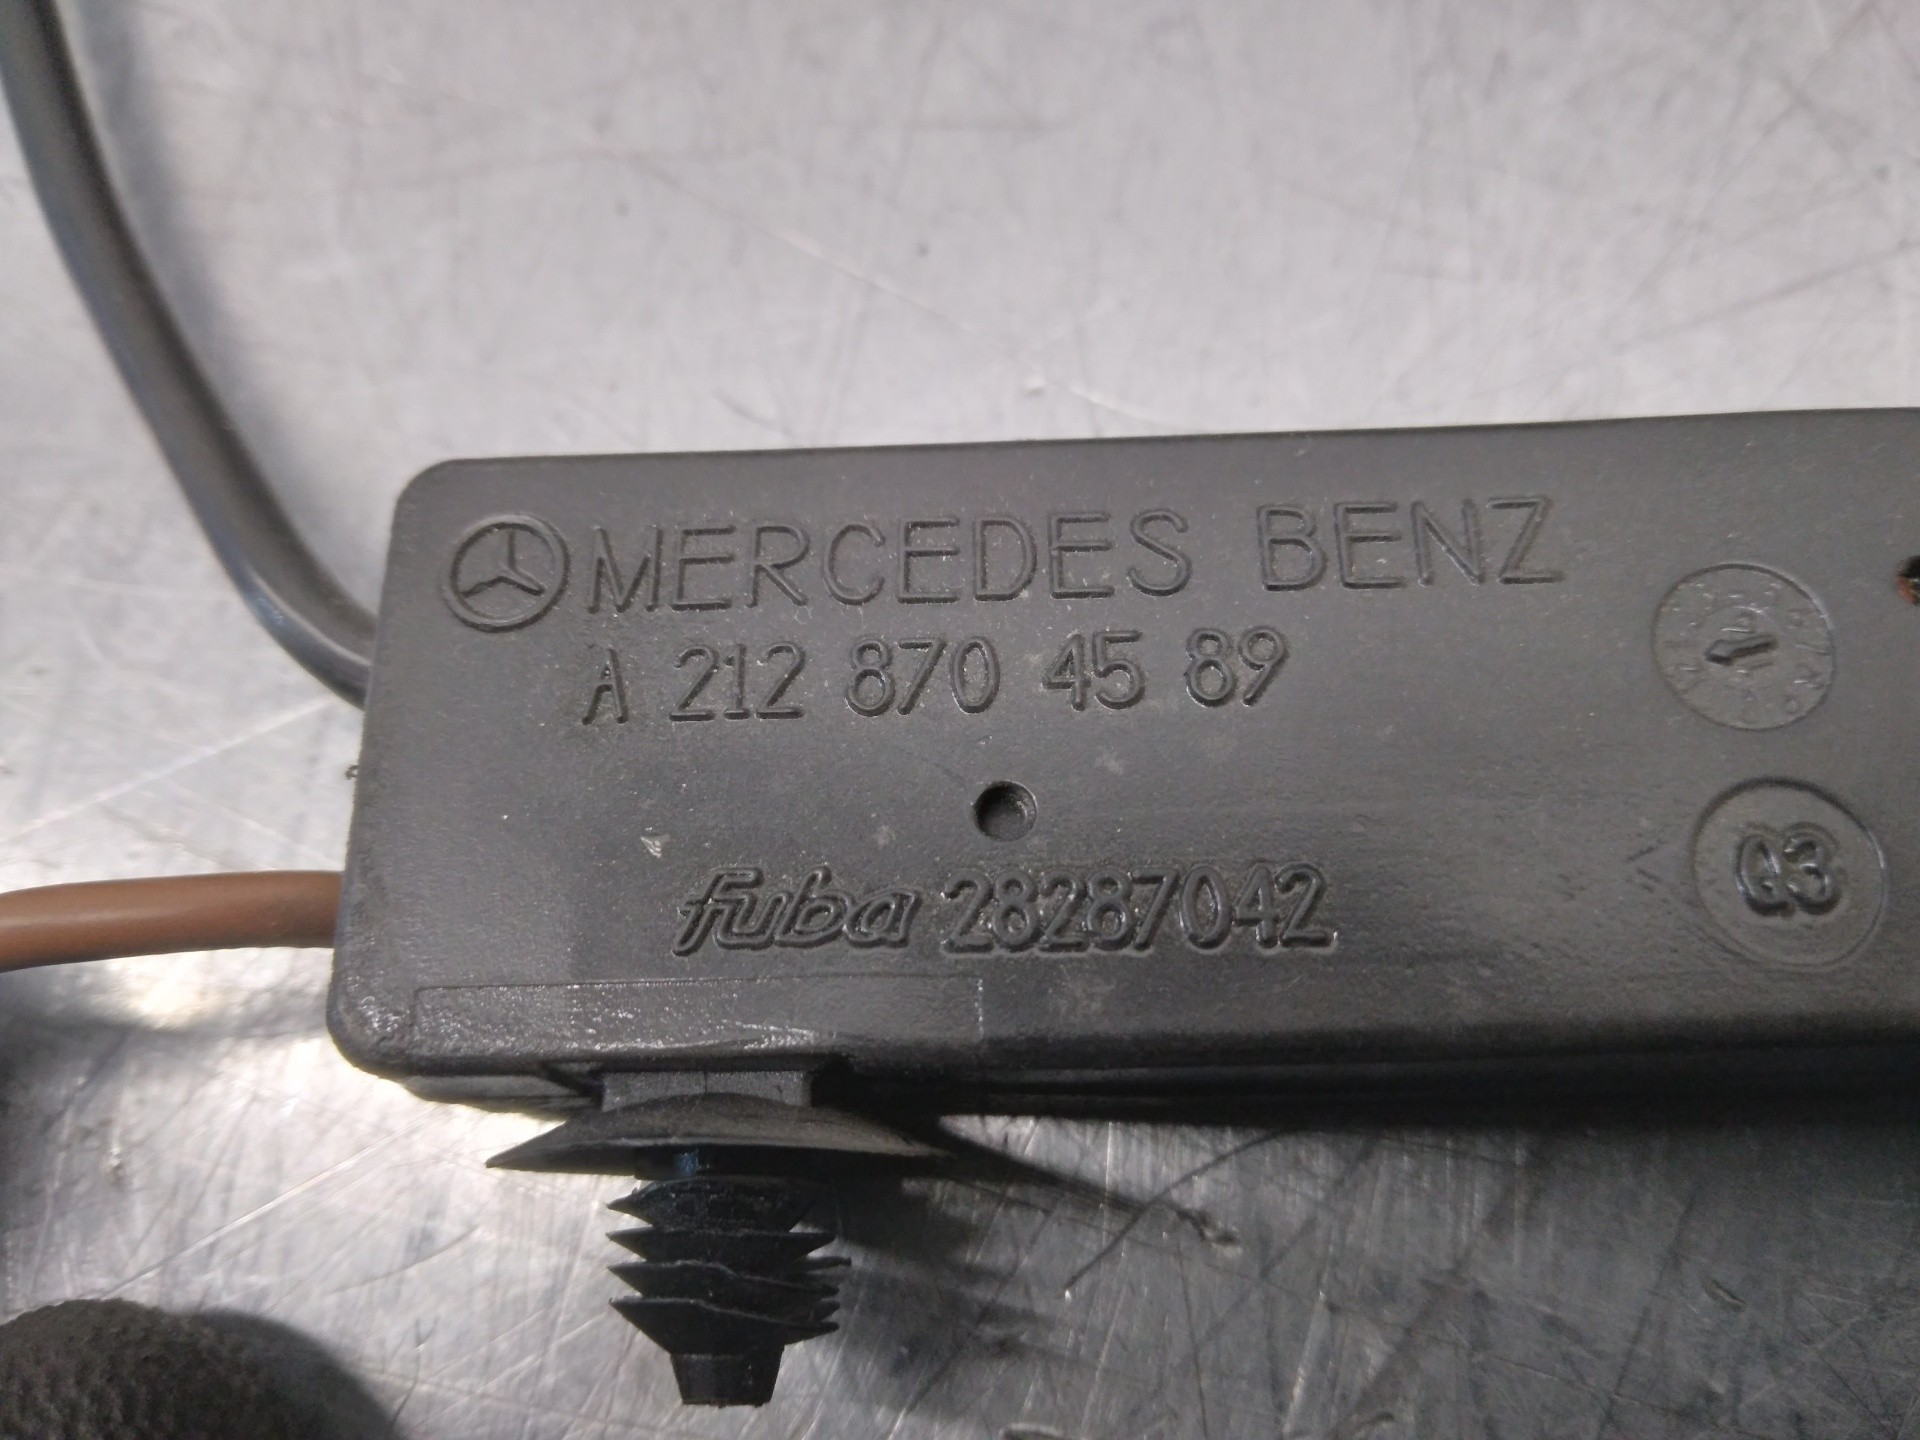 MERCEDES BENZ
A 212 870 45 89
fuba 28287042
Q3